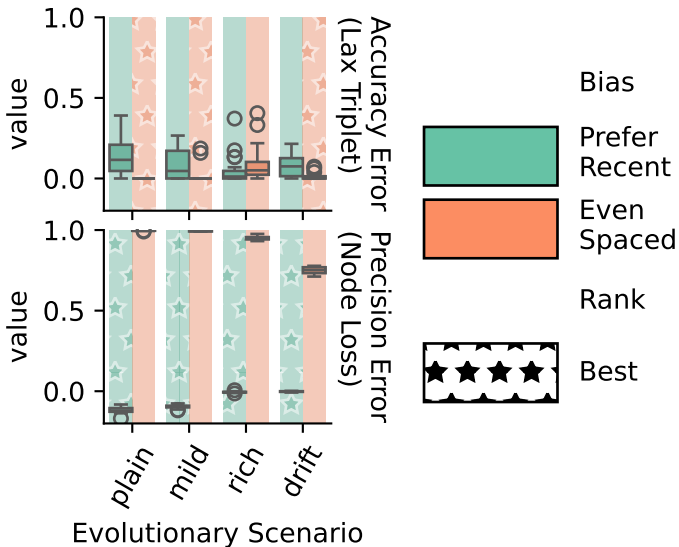 1.0
0.5
0.0
value
Accuracy Error
(Lax Triplet)
1.0
0.5
0.0
value
Precision Error
(Node Loss)
plain
mild
rich
drift
Evolutionary Scenario
Bias
Prefer
Recent
Even
Spaced
Rank
Best